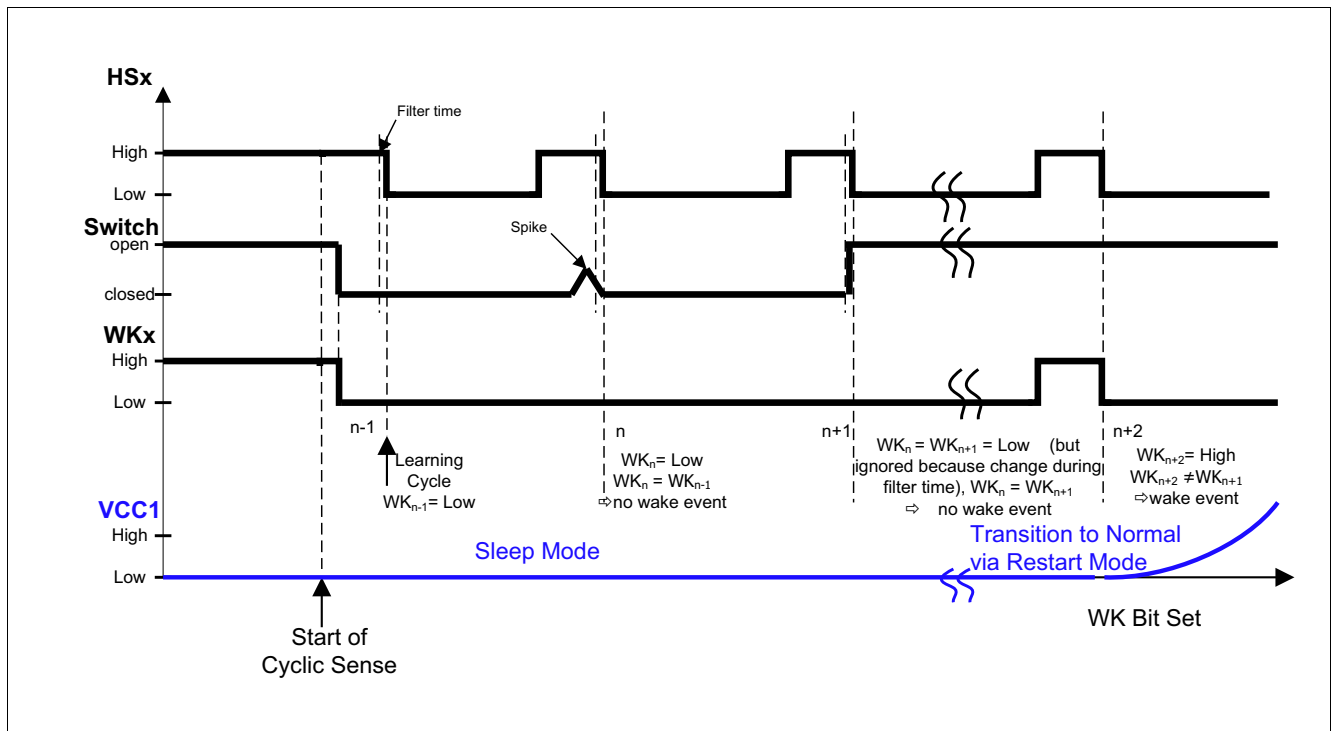 HSx
Filter time
High
Low
Switch
open
Spike
closed
WKx
High
Low
n-1
n
n+1
n+2
Learning
Cycle
WKn-1= Low
WKn= Low
WKn = WKn-1
⇨no wake event
WKn = WKn+1 = Low (but
ignored because change during
filter time), WKn = WKn+1
⇨ no wake event
WKn+2= High
WKn+2 ≠WKn+1
⇨wake event
VCC1
High
Low
Sleep Mode
Transition to Normal
via Restart Mode
Start of
Cyclic Sense
WK Bit Set